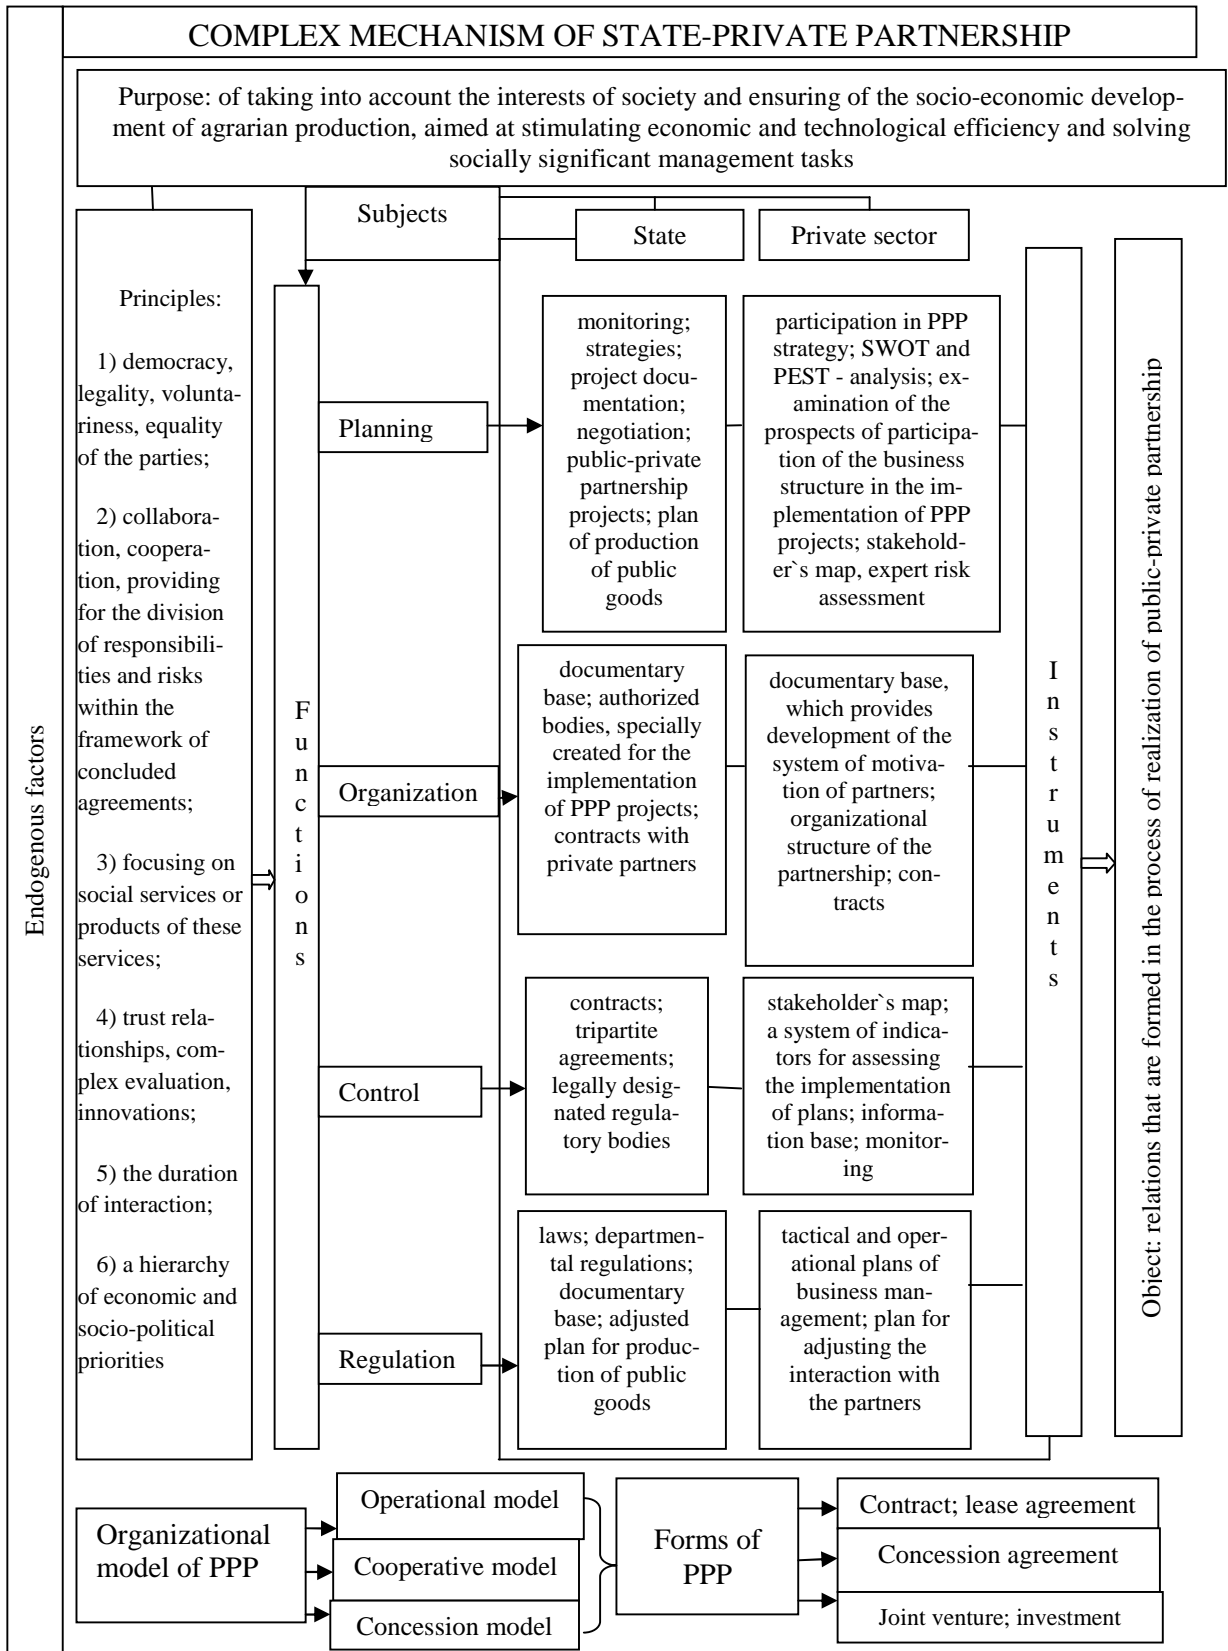 COMPLEX MECHANISM OF STATE-PRIVATE PARTNERSHIP
Purpose: of taking into account the interests of society and ensuring of the socio-economic develop-
ment of agrarian production, aimed at stimulating economic and technological efficiency and solving
socially significant management tasks
Endogenous factors
Subjects
State
Private sector
Principles:
1) democracy,
legality, volunta-
riness, equality
of the parties;
2) collabora-
tion, coopera-
tion, providing
for the division
of responsibili-
ties and risks
within the
framework of
concluded
agreements;
3) focusing on
social services or
products of these
services;
4) trust re-
lationships, com-
plex evaluation,
innovations;
5) the duration
of interaction;
6) a hierarchy
of economic and
socio-political
priorities
F
u
n
c
t
i
o
n
s
Planning
monitoring;
strategies;
project docu-
mentation;
negotiation;
public-private
partnership
projects; plan
of production
of public
goods
participation in PPP
strategy; SWOT and
PEST - analysis; ex-
amination of the
prospects of participa-
tion of the business
structure in the im-
plementation of PPP
projects; stakehold-
er`s map, expert risk
assessment
Organization
documentary
base; authorized
bodies, specially
created for the
implementation
of PPP projects;
contracts with
private partners
documentary base,
which provides
development of the
system of motiva-
tion of partners;
organizational
structure of the
partnership; con-
tracts
Control
contracts;
tripartite
agreements;
legally desig-
nated regula-
tory bodies
stakeholder`s map;
a system of indica-
tors for assessing
the implementation
of plans; informa-
tion base; monitor-
ing
Regulation
laws; departmen-
tal regulations;
documentary
base; adjusted
plan for produc-
tion of public
goods
tactical and oper-
ational plans of
business man-
agement; plan for
adjusting the
interaction with
the partners
I
n
s
t
r
u
m
e
n
t
s
Object: relations that are formed in the process of realization of public-private partnership
Organizational
model of PPP
Operational model
Cooperative model
Concession model
Forms of
PPP
Contract; lease agreement
Concession agreement
Joint venture; investment